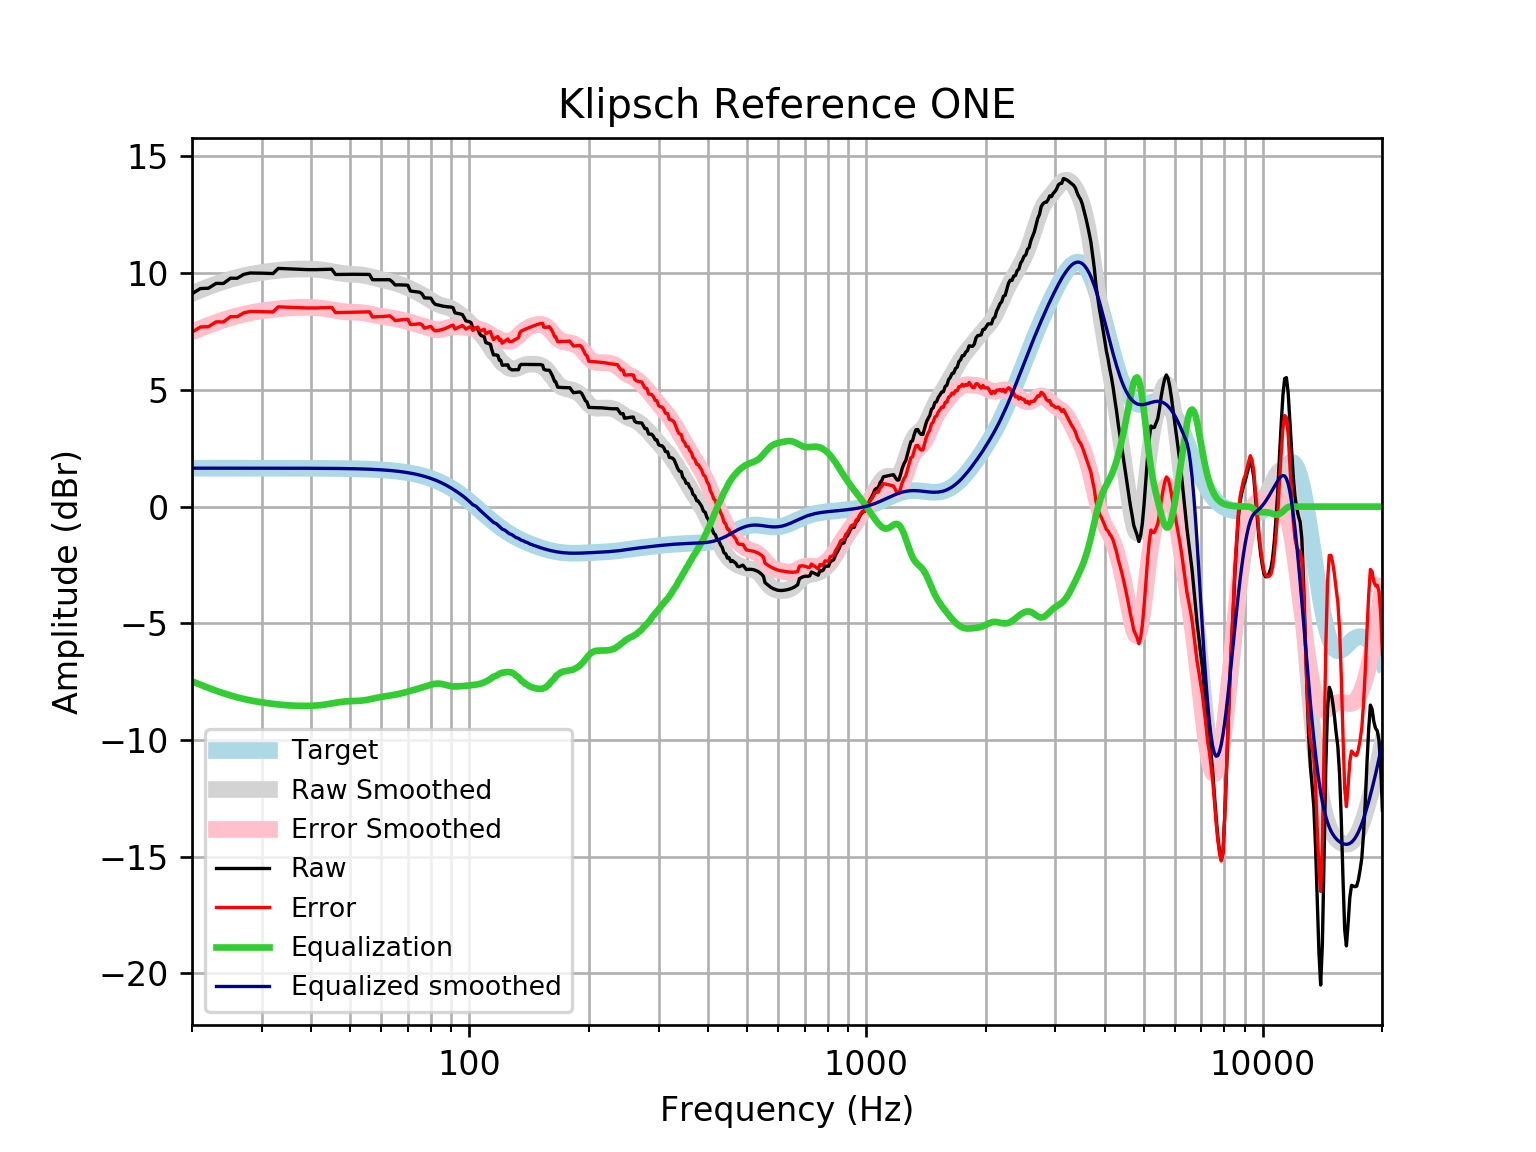 Klipsch Reference ONE
Amplitude (dBr)
15
10
5
0
−5
−10
−15
−20
Target
Raw Smoothed
Error Smoothed
Raw
Error
Equalization
Equalized smoothed
100
1000
10000
Frequency (Hz)